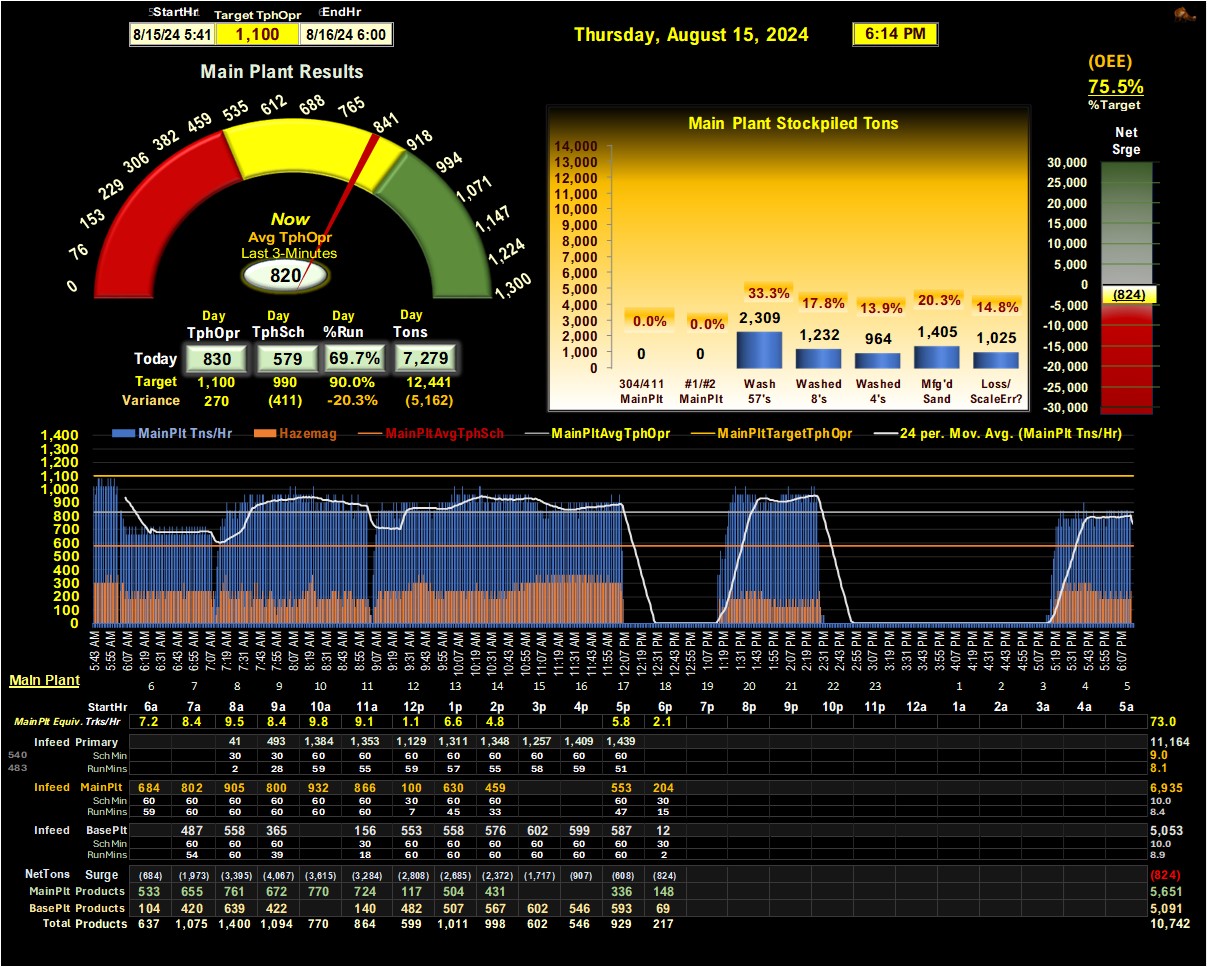 StartHr Target TphOpr EndHr
8/15/24 5:41 1,100 8/16/24 6:00
Thursday, August 15, 2024 6:14 PM
(OEE)
75.5%
%Target
Main Plant Results
0 76 153 229 306 382 459 535 612 688 765 841 918 994 1,071 1,147 1,224 1,300
Now
Avg TphOpr
Last 3-Minutes
820
Day Day Day Day
TphOpr TphSch %Run Tons
Today 830 579 69.7% 7,279
Target 1,100 990 90.0% 12,441
Variance 270 (411) -20.3% (5,162)
Main Plant Stockpiled Tons
14,000
13,000
12,000
11,000
10,000
9,000
8,000
7,000
6,000
5,000
4,000
3,000
2,000
1,000
0
0.0% 0.0% 33.3% 17.8% 13.9% 20.3% 14.8%
0 0 2,309 1,232 964 1,405 1,025
304/411 #1/#2 Wash Washed Washed Mfg'd Loss/
MainPlt MainPlt 57's 8's 4's Sand ScaleErr?
Net
Srge
30,000
25,000
20,000
15,000
10,000
5,000
0
(824)
-5,000
-10,000
-15,000
-20,000
-25,000
-30,000
MainPlt Tns/Hr Hazemag MainPltAvgTphSch MainPltAvgTphOpr MainPltTargetTphOpr 24 per. Mov. Avg. (MainPlt Tns/Hr)
1,400
1,300
1,200
1,100
1,000
900
800
700
600
500
400
300
200
100
0
5:43 AM 5:55 AM 6:07 AM 6:19 AM 6:31 AM 6:43 AM 6:55 AM 7:07 AM 7:19 AM 7:31 AM 7:43 AM 7:55 AM 8:07 AM 8:19 AM 8:31 AM 8:43 AM 8:55 AM 9:07 AM 9:19 AM 9:31 AM 9:43 AM 9:55 AM 10:07 AM 10:19 AM 10:31 AM 10:43 AM 10:55 AM 11:07 AM 11:19 AM 11:31 AM 11:43 AM 11:55 AM 12:07 PM 12:19 PM 12:31 PM 12:43 PM 12:55 PM 1:07 PM 1:19 PM 1:31 PM 1:43 PM 1:55 PM 2:07 PM 2:19 PM 2:31 PM 2:43 PM 2:55 PM 3:07 PM 3:19 PM 3:31 PM 3:43 PM 3:55 PM 4:07 PM 4:19 PM 4:31 PM 4:43 PM 4:55 PM 5:07 PM 5:19 PM 5:31 PM 5:43 PM 5:55 PM 6:07 PM
Main Plant 6 7 8 9 10 11 12 13 14 15 16 17 18 19 20 21 22 23 1 2 3 4 5
StartHr 6a 7a 8a 9a 10a 11a 12p 1p 2p 3p 4p 5p 6p 7p 8p 9p 10p 11p 12a 1a 2a 3a 4a 5a
MainPlt Equiv. Trks/Hr 7.2 8.4 9.5 8.4 9.8 9.1 1.1 6.6 4.8 5.8 2.1 73.0
Infeed Primary 41 493 1,384 1,353 1,129 1,311 1,348 1,257 1,409 1,439 11,164
540 Sch Min 30 30 60 60 60 60 60 60 60 60 9.0
483 RunMins 2 28 59 55 59 57 55 58 59 51 8.1
Infeed MainPlt 684 802 905 800 932 866 100 630 459 553 204 6,935
Sch Min 60 60 60 60 60 60 30 60 60 60 30 10.0
RunMins 59 60 60 60 60 60 7 45 33 47 15 8.4
Infeed BasePlt 487 558 365 156 553 558 576 602 599 587 12 5,053
Sch Min 60 60 60 30 60 60 60 60 60 60 60 10.0
RunMins 54 60 39 18 60 60 60 60 60 60 2 8.9
NetTons Surge (684) (1,973) (3,395) (4,067) (3,615) (3,284) (2,808) (2,685) (2,372) (1,717) (907) (608) (824) (824)
MainPlt Products 533 655 761 672 770 724 117 504 431 336 148 5,651
BasePlt Products 104 420 639 422 140 482 507 567 602 546 593 69 5,091
Total Products 637 1,075 1,400 1,094 770 864 599 1,011 998 602 546 929 217 10,742